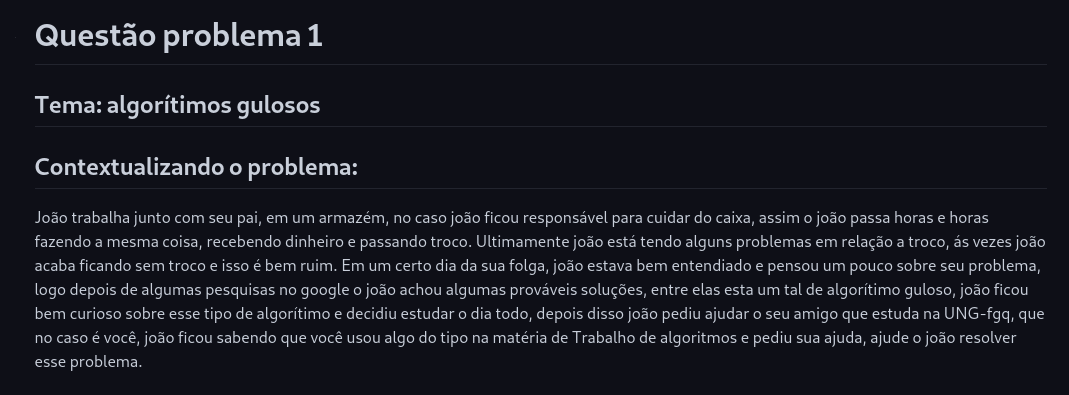 Questão problema 1
Tema: algorítimos gulosos
Contextualizando o problema:
João trabalha junto com seu pai, em um armazém, no caso joão ficou responsável para cuidar do caixa, assim o joão passa horas e horas
fazendo a mesma coisa, recebendo dinheiro e passando troco. Ultimamente joão está tendo alguns problemas em relação a troco, ás vezes joão
acaba ficando sem troco e isso é bem ruim. Em um certo dia da sua folga, joão estava bem entendiado e pensou um pouco sobre seu problema,
logo depois de algumas pesquisas no google o joão achou algumas prováveis soluções, entre elas esta um tal de algorítimo guloso, joão ficou
bem curioso sobre esse tipo de algorítimo e decidiu estudar o dia todo, depois disso joão pediu ajudar o seu amigo que estuda na UNG-fgq, que
no caso é você, joão ficou sabendo que você usou algo do tipo na matéria de Trabalho de algoritmos e pediu sua ajuda, ajude o joão resolver
esse problema.